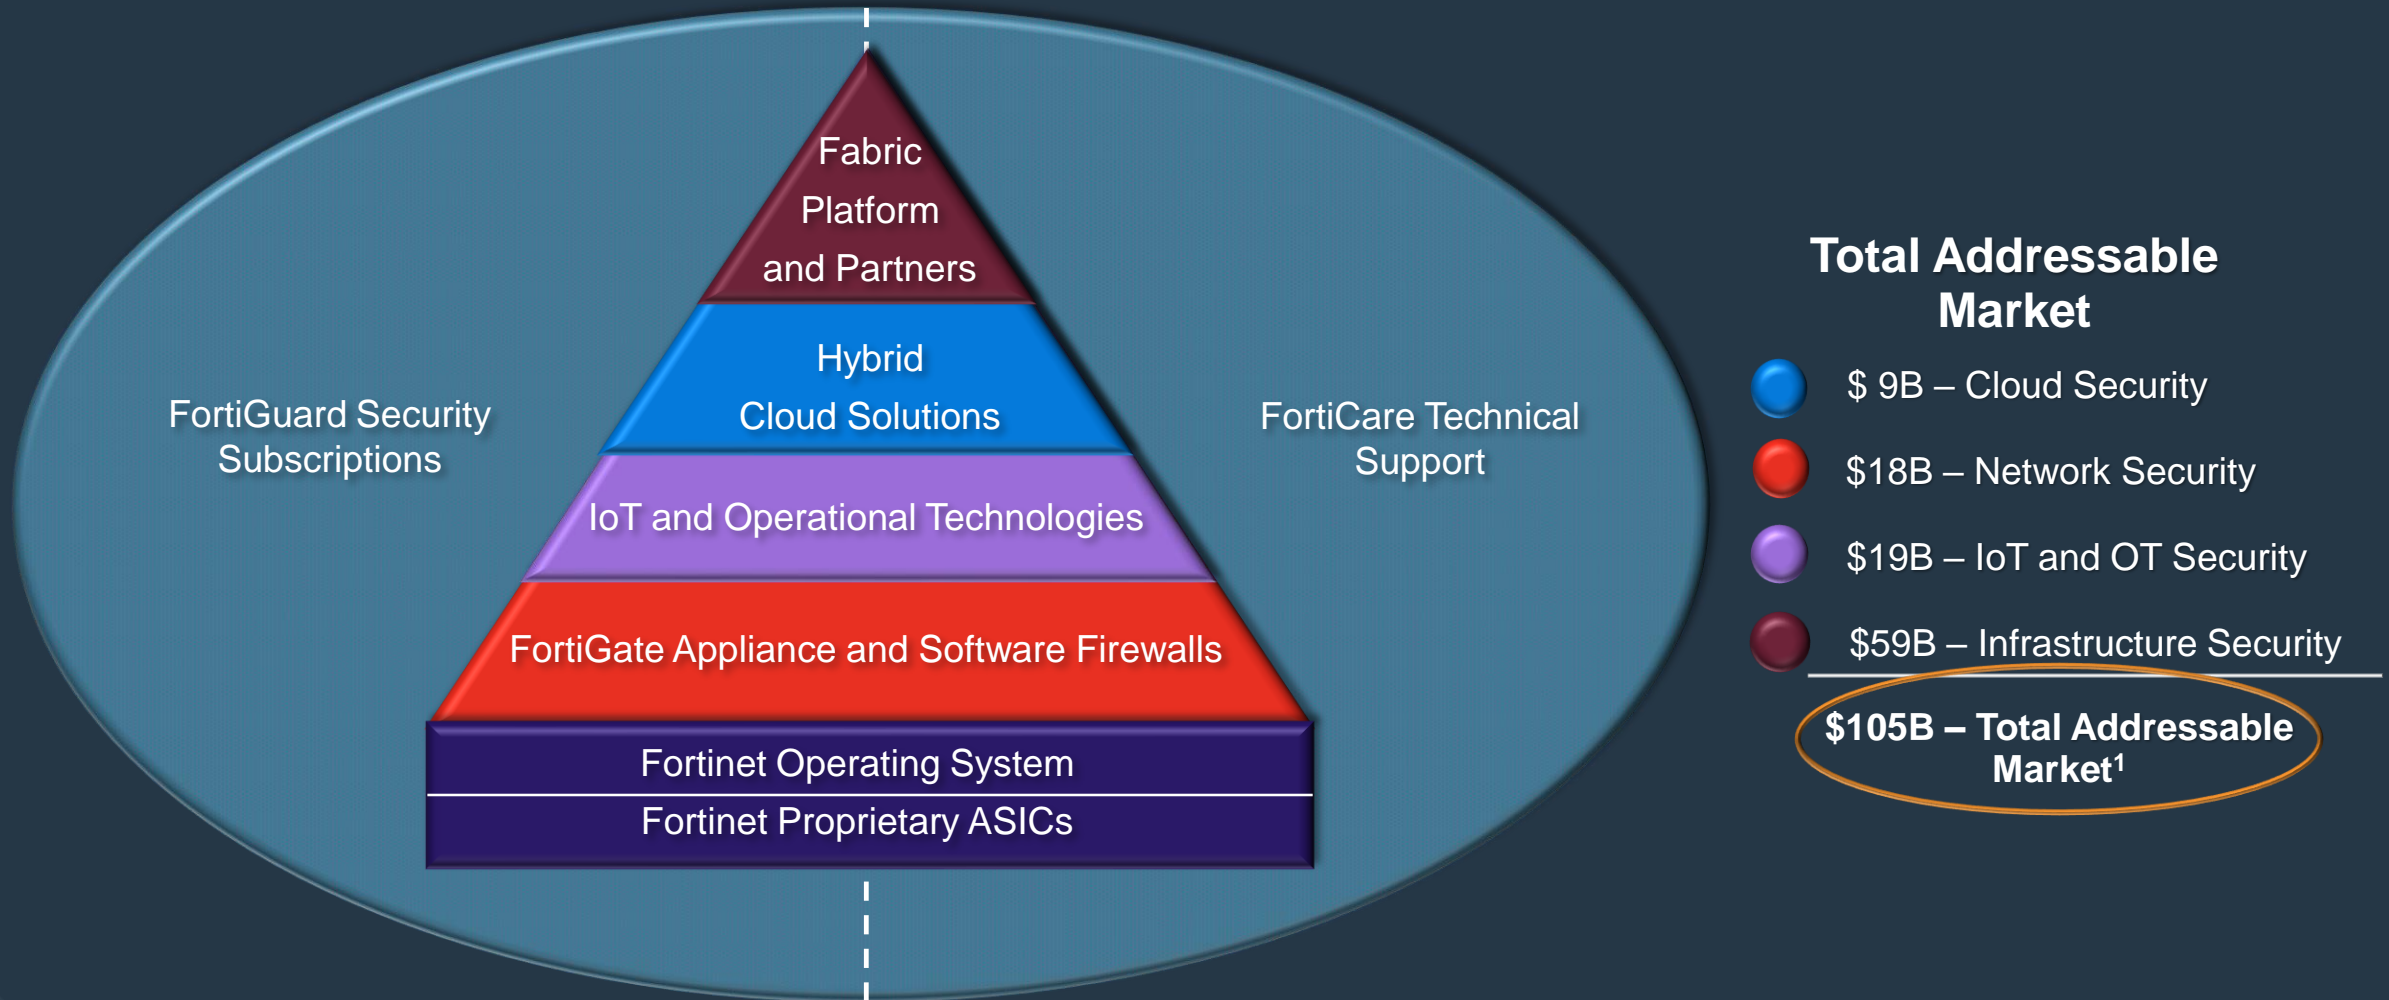 Fabric
Platform
and Partners
Hybrid
Cloud Solutions
IoT and Operational Technologies
FortiGate Appliance and Software Firewalls
Fortinet Operating System
Fortinet Proprietary ASICs
FortiGuard Security
Subscriptions
FortiCare Technical
Support
Total Addressable
Market
$ 9B – Cloud Security
$18B – Network Security
$19B – IoT and OT Security
$59B – Infrastructure Security
$105B – Total Addressable
Market¹